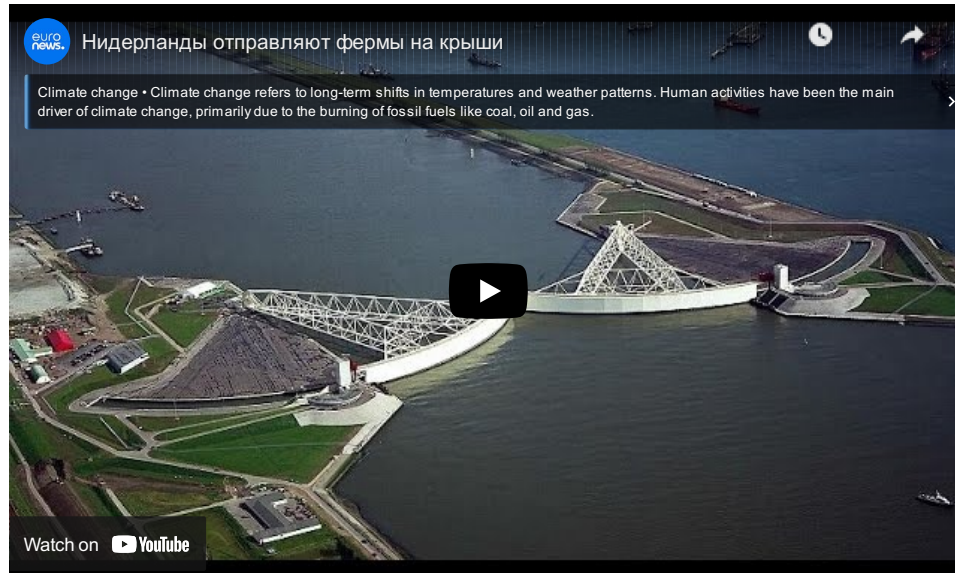 euro
news.
Нидерланды отправляют фермы на крыши
Climate change • Climate change refers to long-term shifts in temperatures and weather patterns. Human activities have been the main
driver of climate change, primarily due to the burning of fossil fuels like coal, oil and gas.
Watch on YouTube